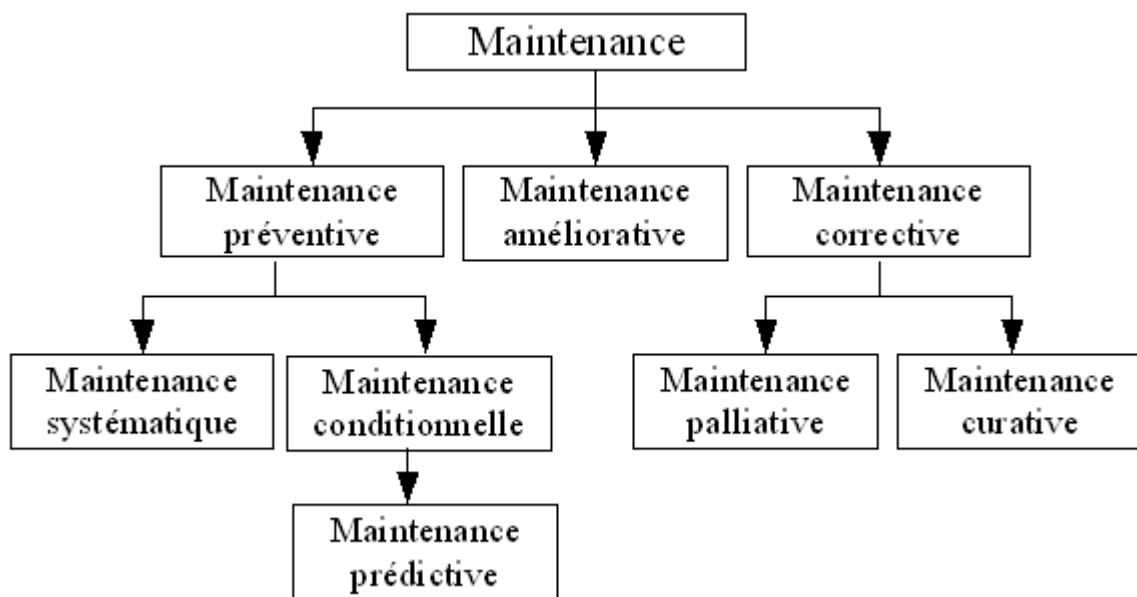 Maintenance
Maintenance
préventive
Maintenance
améliorative
Maintenance
corrective
Maintenance
systématique
Maintenance
conditionnelle
Maintenance
palliative
Maintenance
curative
Maintenance
prédictive